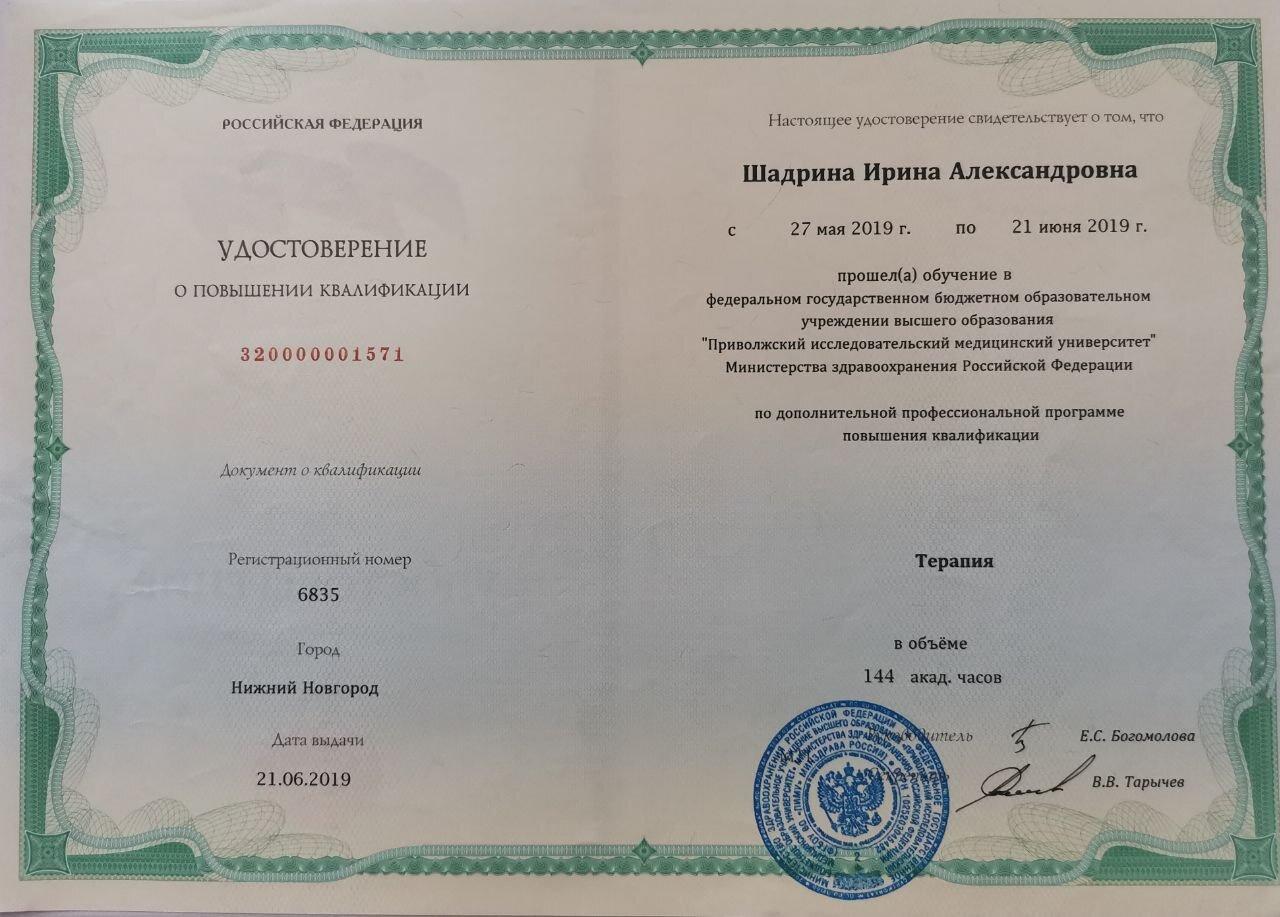 РОССИЙСКАЯ ФЕДЕРАЦИЯ
УДОСТОВЕРЕНИЕ
О ПОВЫШЕНИИ КВАЛИФИКАЦИИ
320000001571
Документ о квалификации
Регистрационный номер
6835
Город
Нижний Новгород
Дата выдачи
21.06.2019
Настоящее удостоверение свидетельствует о том, что
Шадрина Ирина Александровна
с 27 мая 2019 г. по 21 июня 2019 г.
прошел(а) обучение в
федеральном государственном бюджетном образовательном
учреждении высшего образования
"Приволжский исследовательский медицинский университет"
Министерства здравоохранения Российской Федерации
по дополнительной профессиональной программе
повышения квалификации
Терапия
в объёме
144 акад. часов
Руководитель Е.С. Богомолова
Секретарь В.В. Тарычев